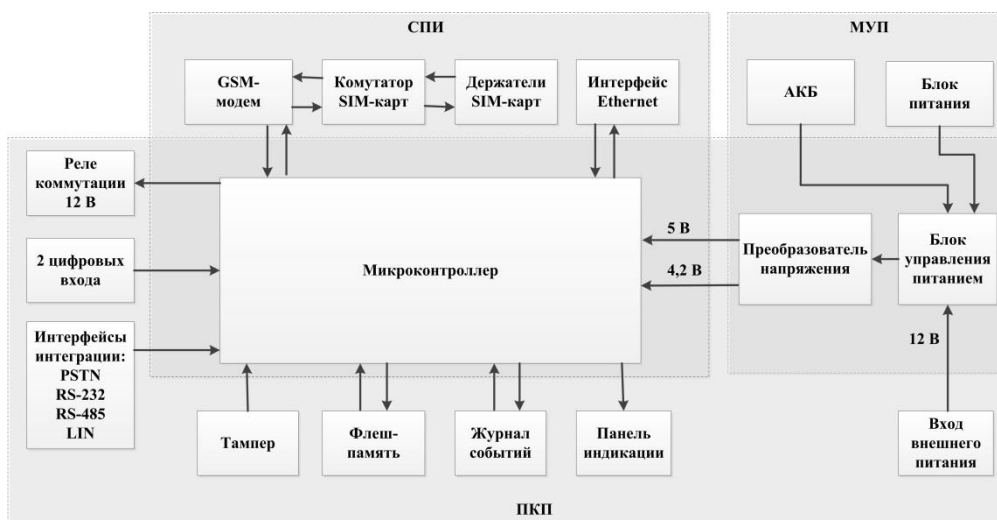 СПИ
МУП
GSM-
модем
Комутатор
SIM-карт
Держатели
SIM-карт
Интерфейс
Ethernet
АКБ
Блок
питания
Реле
коммутации
12 В
2 цифровых
входа
Интерфейсы
интеграции:
PSTN
RS-232
RS-485
LIN
Микроконтроллер
5 В
4,2 В
Преобразователь
напряжения
Блок
управления
питанием
12 В
Тампер
Флеш-
память
Журнал
событий
Панель
индикации
Вход
внешнего
питания
ПКП